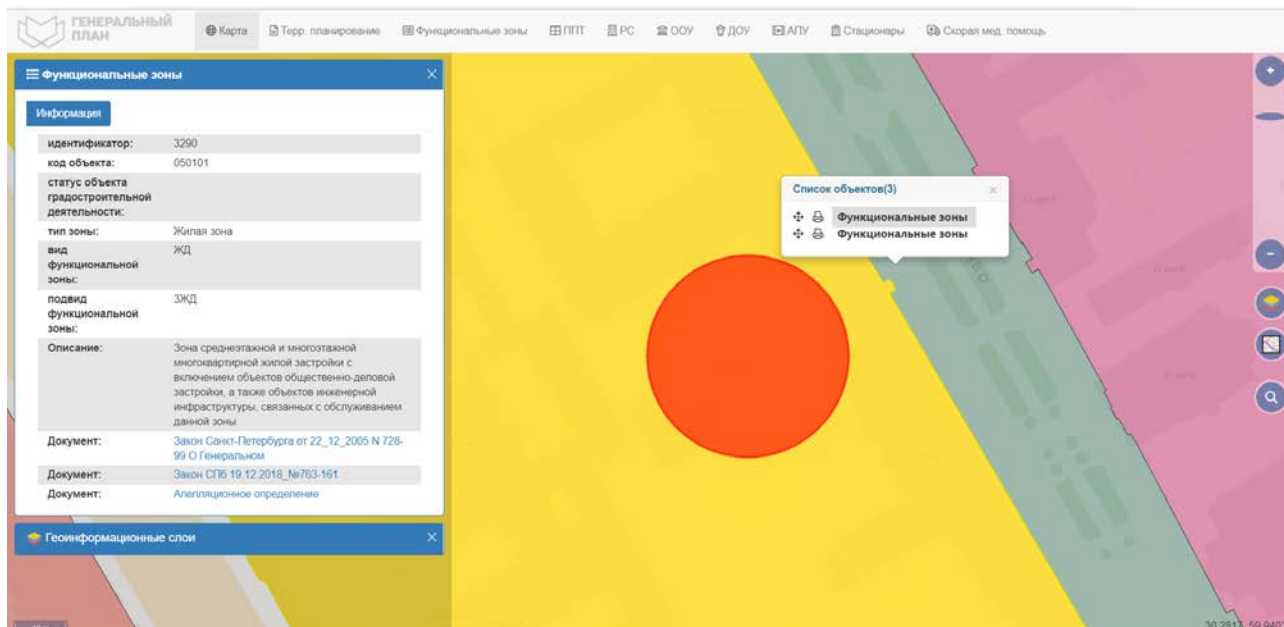 ГЕНЕРАЛЬНЫЙ
ПЛАН
Карта Терр. планирование Функциональные зоны ППТ РС ООУ ДОУ АПУ Стационары Скорая мед. помощь
Функциональные зоны
Информация
идентификатор: 3290
код объекта: 050101
статус объекта
градостроительной
деятельности:
тип зоны: Жилая зона
вид ЖД
функциональной
зоны:
подвид 3ЖД
функциональной
зоны:
Описание: Зона среднеэтажной и многоэтажной
многоквартирной жилой застройки с
включением объектов общественно-деловой
застройки, а также объектов инженерной
инфраструктуры, связанных с обслуживанием
данной зоны
Документ: Закон Санкт-Петербурга от 22_12_2005 N 728-
99 О Генеральном
Документ: Закон СПб 19.12.2018_№763-161
Документ: Апелляционное определение
Геоинформационные слои
Список объектов(3)
Функциональные зоны
Функциональные зоны